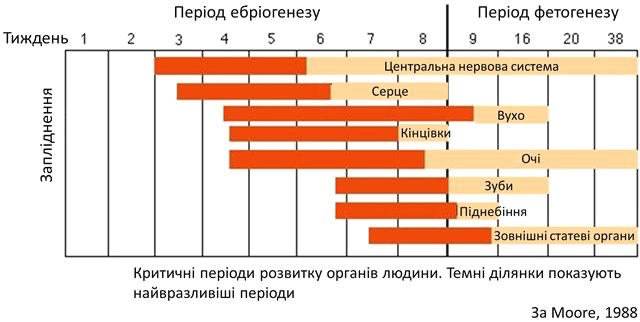 Період ебріогенезу Період фетогенезу
Тиждень 1 2 3 4 5 6 7 8 9 16 20 38
Запліднення
Центральна нервова система
Серце
Вухо
Кінцівки
Очі
Зуби
Піднебіння
Зовнішні статеві органи
Критичні періоди розвитку органів людини. Темні ділянки показують
найвразливіші періоди
За Moore, 1988